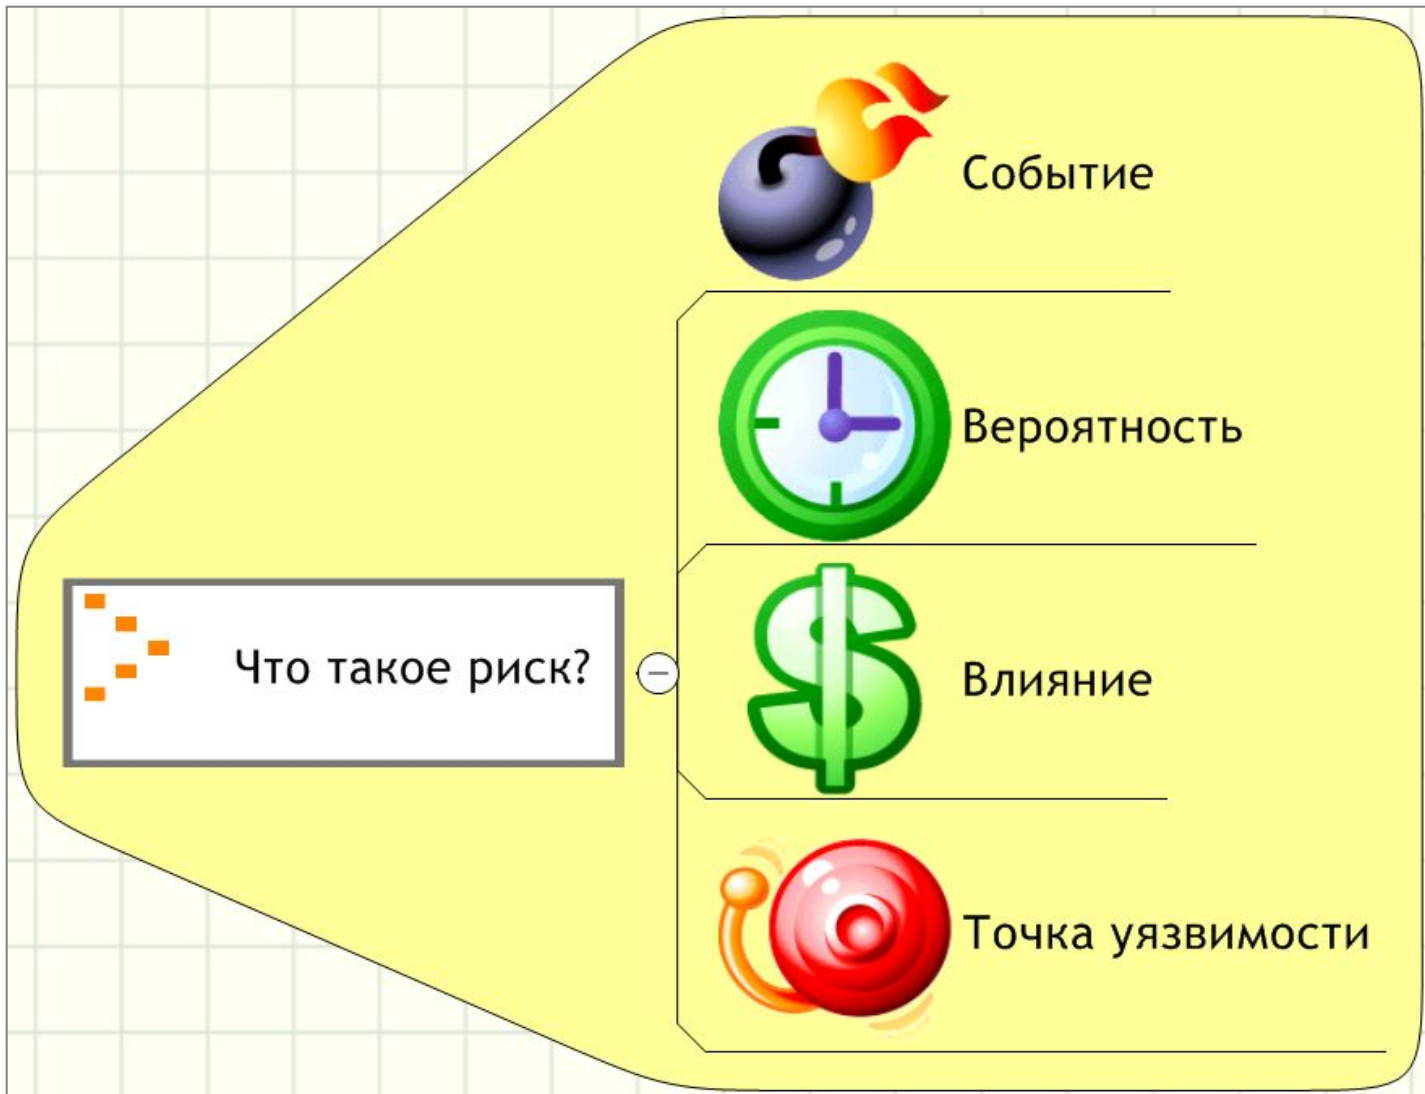 Событие
Вероятность
Что такое риск?
Влияние
Точка уязвимости